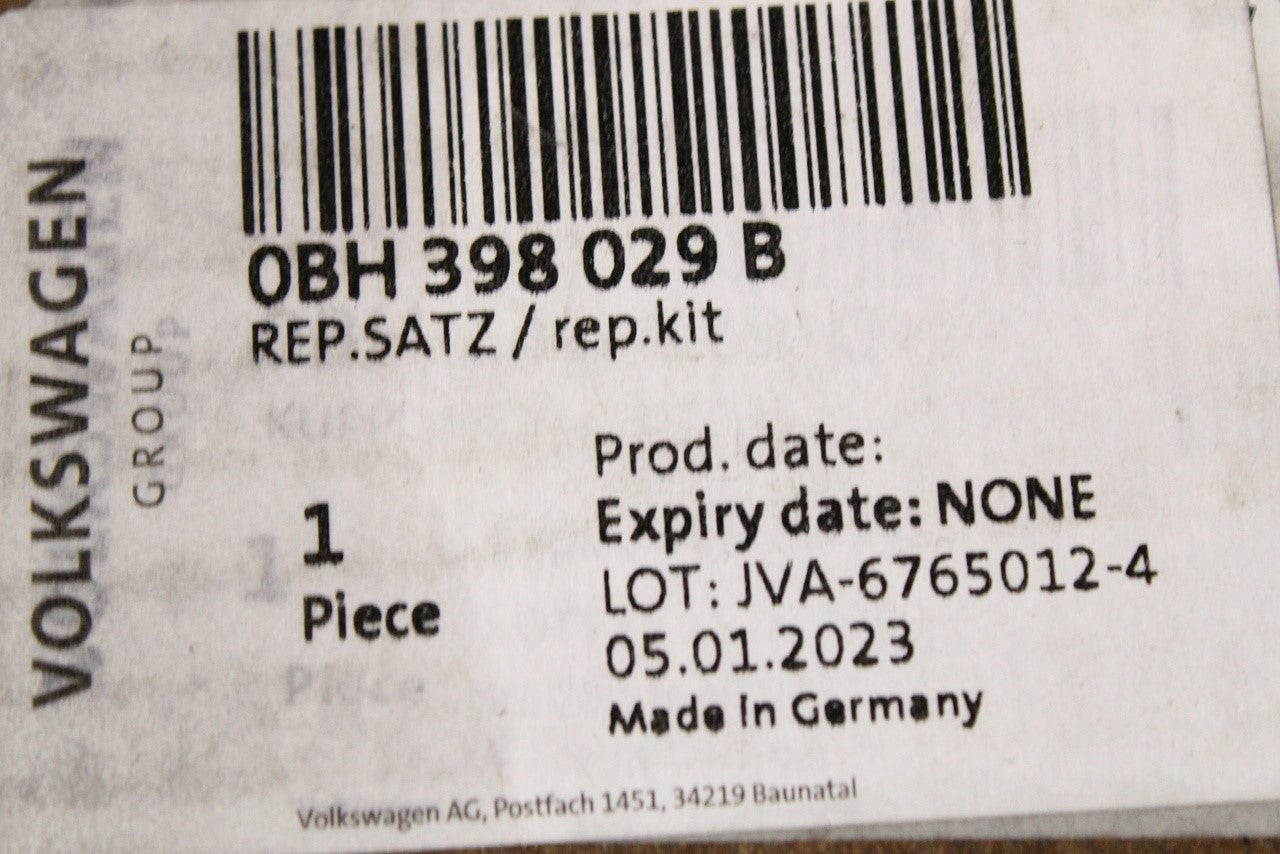 VOLKSWAGEN
GROUP
0BH 398 029 B
REP.SATZ / rep.kit
1
Piece
Prod. date:
Expiry date: NONE
LOT: JVA-6765012-4
05.01.2023
Made In Germany
Volkswagen AG, Postfach 1451, 34219 Baunatal